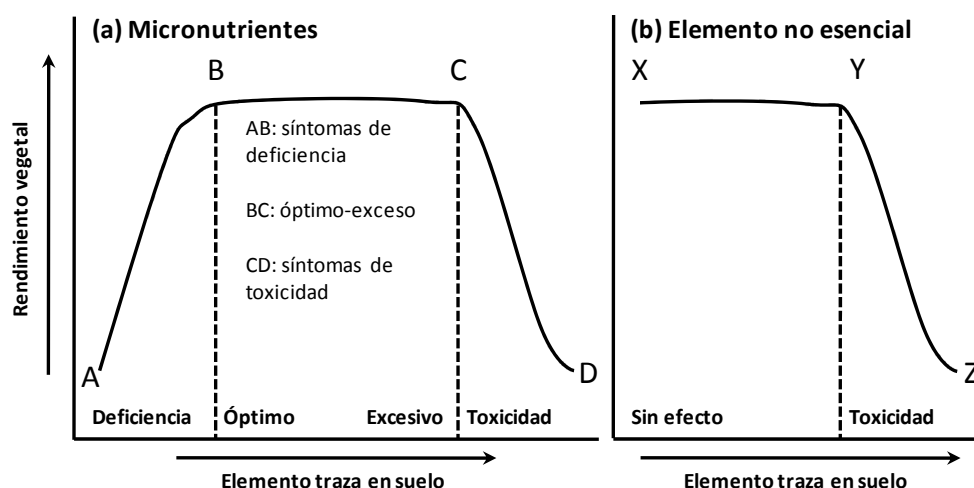 (a) Micronutrientes
B
C
AB: síntomas de
deficiencia
BC: óptimo-exceso
CD: síntomas de
toxicidad
A
D
Deficiencia
Óptimo
Excesivo
Toxicidad
Rendimiento vegetal
Elemento traza en suelo
(b) Elemento no esencial
X
Y
Z
Sin efecto
Toxicidad
Elemento traza en suelo